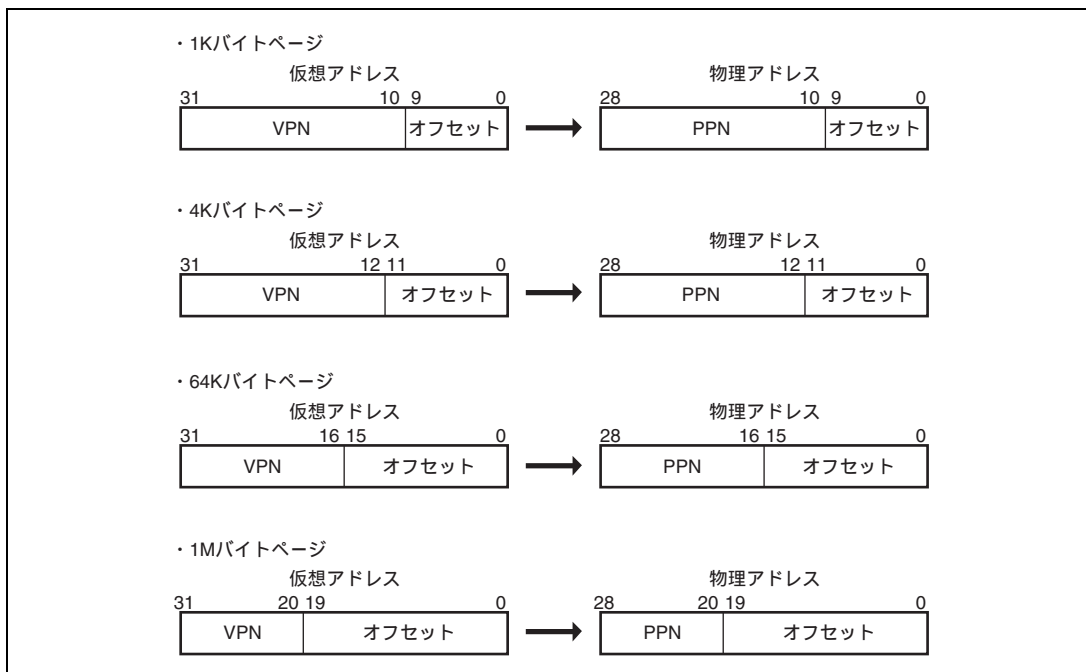 ・1Kバイトページ
仮想アドレス 物理アドレス
31 10 9 0 28 10 9 0
VPN オフセット PPN オフセット
・4Kバイトページ
仮想アドレス 物理アドレス
31 12 11 0 28 12 11 0
VPN オフセット PPN オフセット
・64Kバイトページ
仮想アドレス 物理アドレス
31 16 15 0 28 16 15 0
VPN オフセット PPN オフセット
・1Mバイトページ
仮想アドレス 物理アドレス
31 20 19 0 28 20 19 0
VPN オフセット PPN オフセット